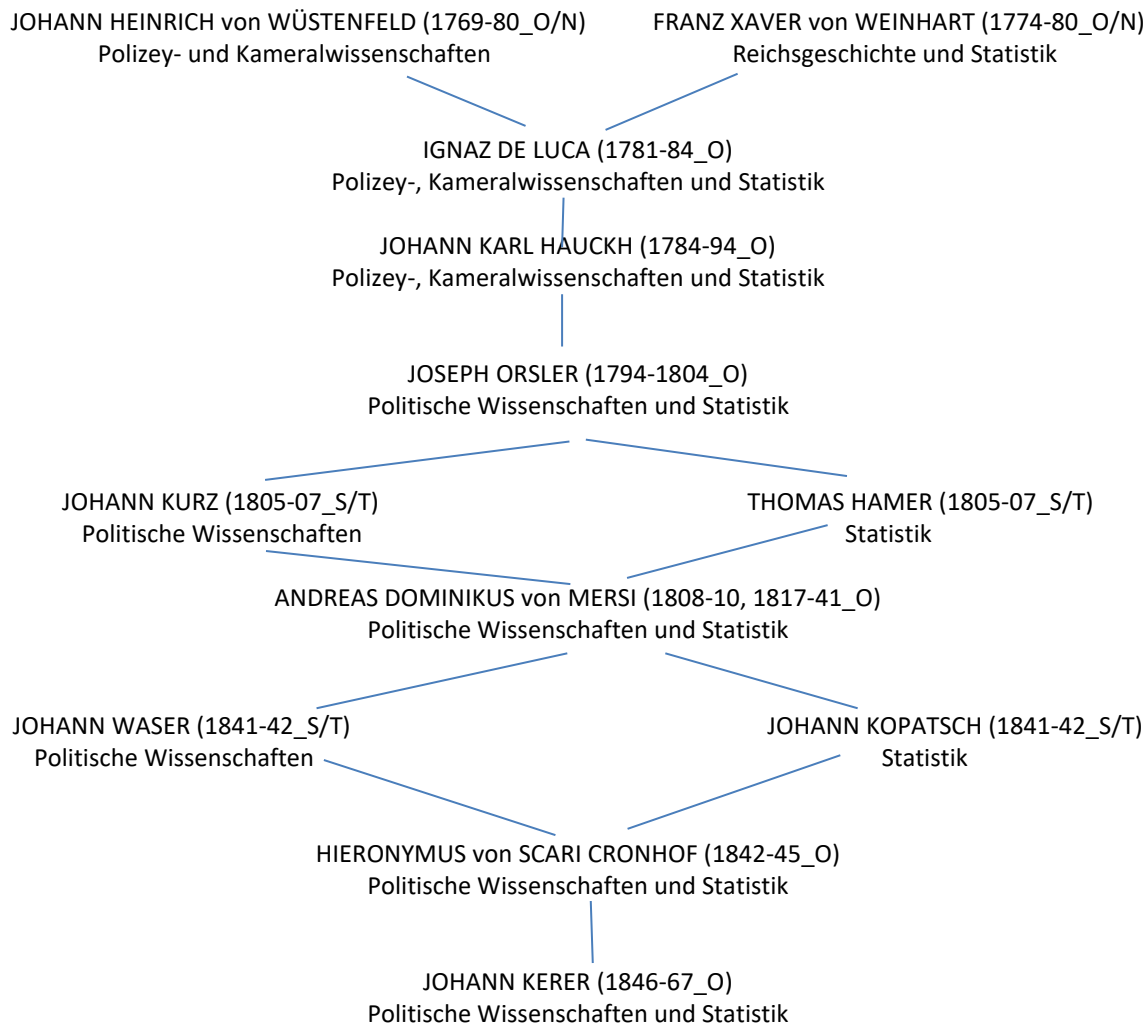 JOHANN HEINRICH von WÜSTENFELD (1769-80_O/N)
Polizey- und Kameralwissenschaften
FRANZ XAVER von WEINHART (1774-80_O/N)
Reichsgeschichte und Statistik
IGNAZ DE LUCA (1781-84_O)
Polizey-, Kameralwissenschaften und Statistik
JOHANN KARL HAUCKH (1784-94_O)
Polizey-, Kameralwissenschaften und Statistik
JOSEPH ORSLER (1794-1804_O)
Politische Wissenschaften und Statistik
JOHANN KURZ (1805-07_S/T)
Politische Wissenschaften
THOMAS HAMER (1805-07_S/T)
Statistik
ANDREAS DOMINIKUS von MERSI (1808-10, 1817-41_O)
Politische Wissenschaften und Statistik
JOHANN WASER (1841-42_S/T)
Politische Wissenschaften
JOHANN KOPATSCH (1841-42_S/T)
Statistik
HIERONYMUS von SCARI CRONHOF (1842-45_O)
Politische Wissenschaften und Statistik
JOHANN KERER (1846-67_O)
Politische Wissenschaften und Statistik